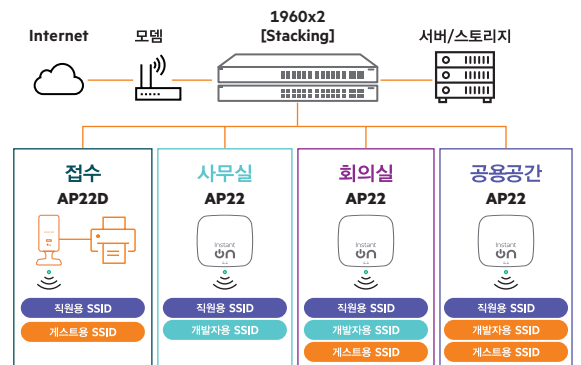 1960x2
[Stacking]
Internet
모뎀
서버/스토리지
접수
AP22D
직원용 SSID
게스트용 SSID
사무실
AP22
Instant
on
직원용 SSID
개발자용 SSID
회의실
AP22
Instant
on
직원용 SSID
개발자용 SSID
게스트용 SSID
공용공간
AP22
Instant
on
직원용 SSID
개발자용 SSID
게스트용 SSID